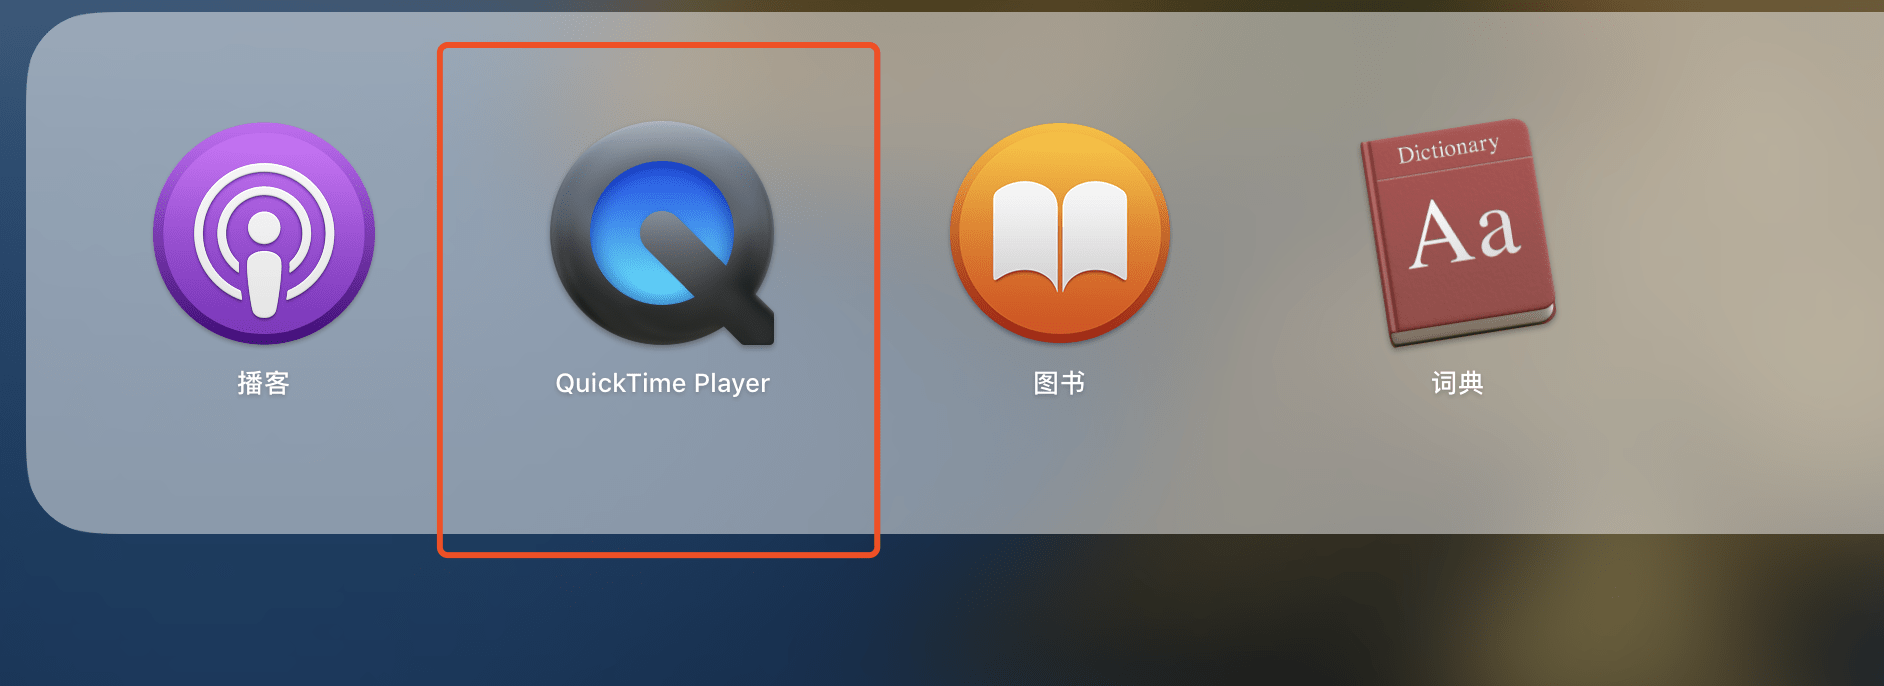 Dictionary
Aa
播客
QuickTime Player
图书
词典